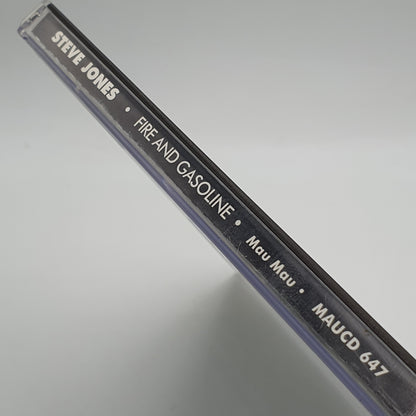 STEVE JONES • FIRE AND GASOLINE • Mau Mau • MAUCD 647